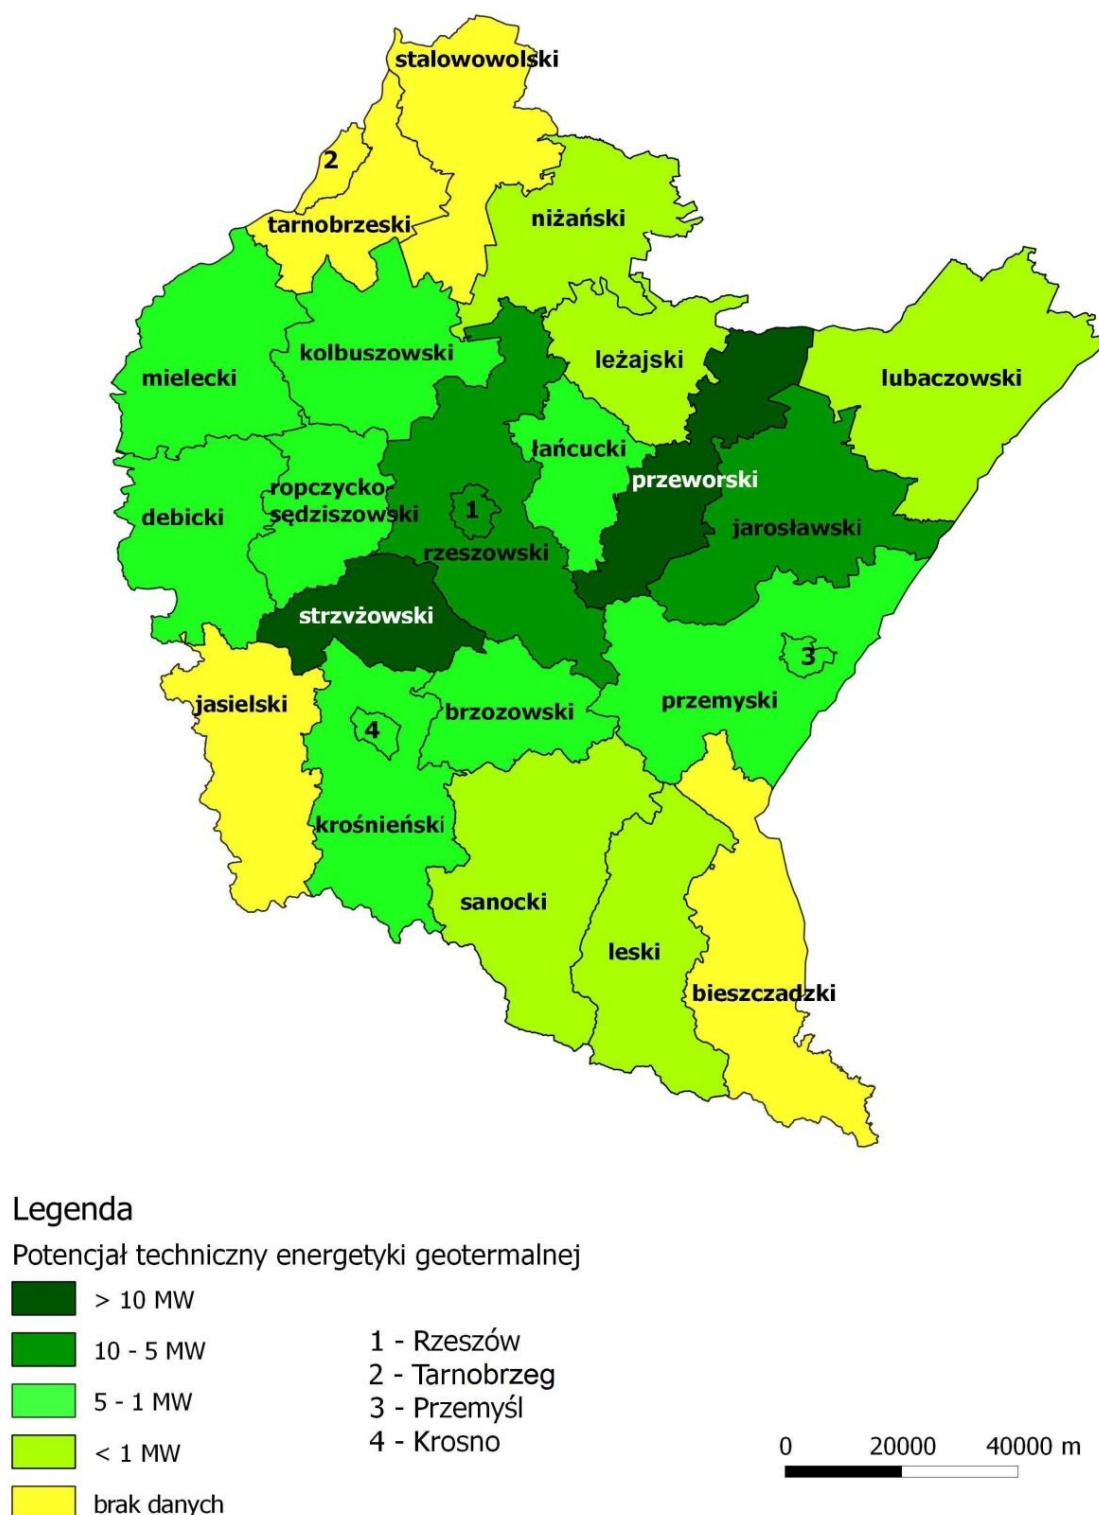 stalowowolski
2
tarnobrzeski
niżański
kolbuszowski
leżajski
mielecki
lubaczowski
łańcucki
przeworski
ropczycko-
sędziszowski
debicki
1
jarosławski
rzeszowski
strzvżowski
3
jasielski
brzozowski
przemyski
4
krośnieński
sanocki
leski
bieszczadzki
Legenda
Potencjał techniczny energetyki geotermalnej
> 10 MW
10 - 5 MW
5 - 1 MW
< 1 MW
brak danych
1 - Rzeszów
2 - Tarnobrzeg
3 - Przemyśl
4 - Krosno
0 20000 40000 m